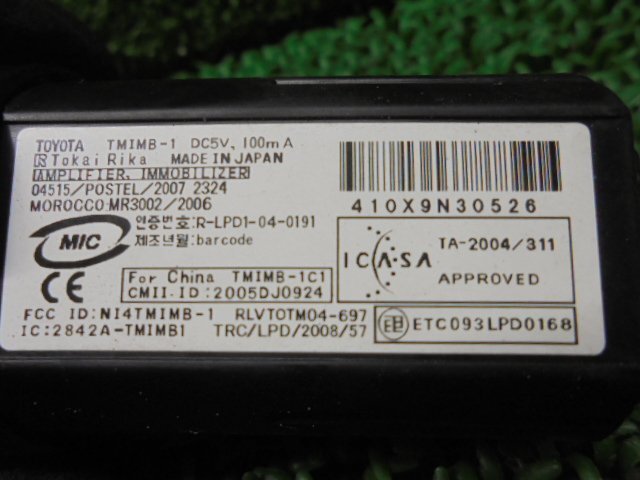 TOYOTA TMIMB-1 DC5V, 100mA
Tokai Rika MADE IN JAPAN
AMPLIFIER, IMMOBILIZER
04515/POSTEL/2007 2324
MOROCCO MR3002/2006
MIC
인증번호:R-LPD1-04-0191
제조년월:barcode
CE
For China TMIMB-1C1
CMII-ID:2005DJ0924
FCC ID:NI4TMIMB-1 RLVTOTM04-697
IC:2842A-TMIMB1 TRC/LPD/2008/57
410X9N30526
ICASA
TA-2004/311
APPROVED
ETC093LPD0168